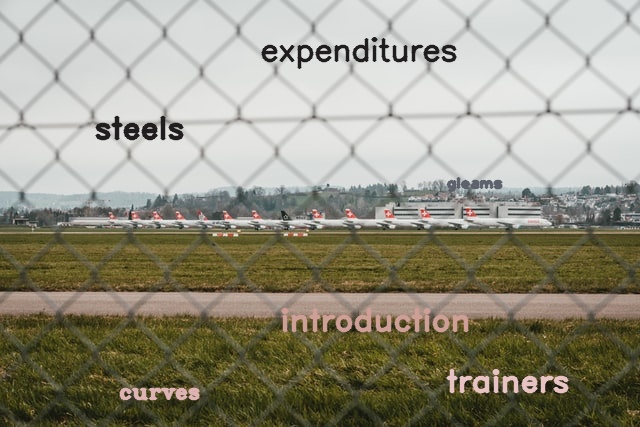 expenditures
steels
gleams
introduction
trainers
curves